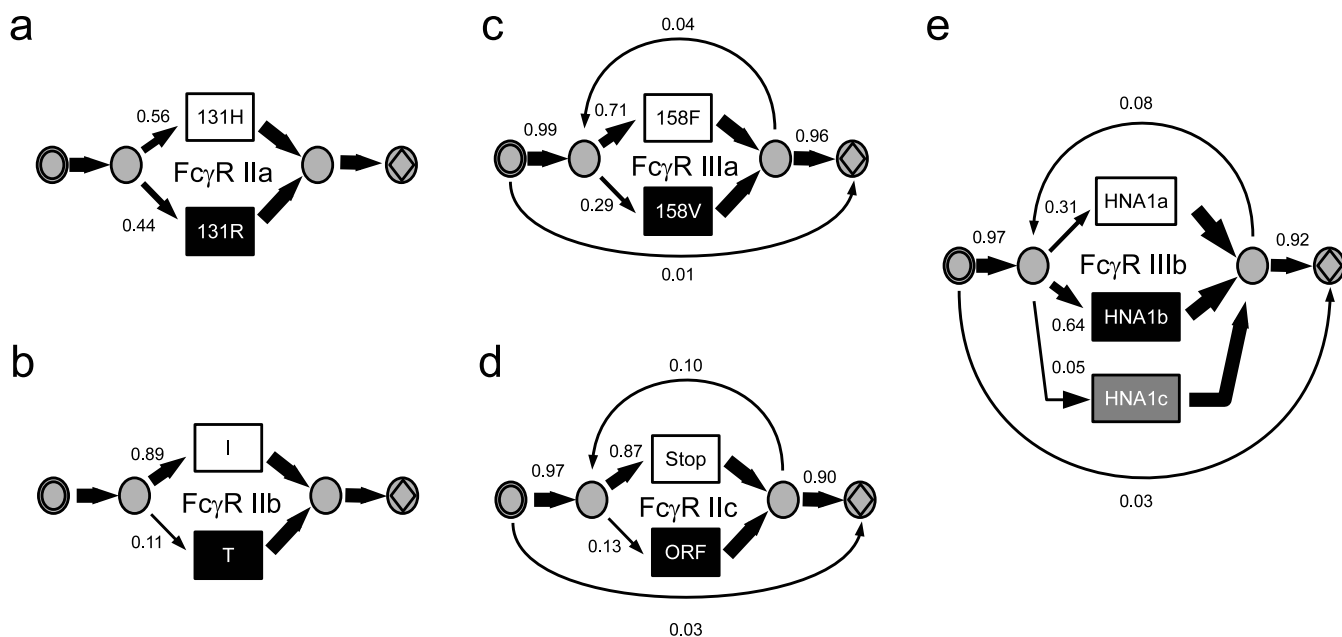 a
0.56
131H
FcγR IIa
0.44
131R
b
0.89
I
FcγR IIb
0.11
T
c
0.04
0.99
0.71
158F
0.96
FcγR IIIa
0.29
158V
0.01
d
0.10
0.97
0.87
Stop
0.90
FcγR IIc
0.13
ORF
0.03
e
0.08
0.31
HNA1a
0.97
0.92
FcγR IIIb
0.64
HNA1b
0.05
HNA1c
0.03